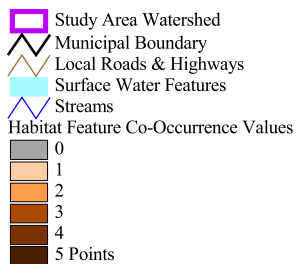 Study Area Watershed
Municipal Boundary
Local Roads & Highways
Surface Water Features
Streams
Habitat Feature Co-Occurrence Values
0
1
2
3
4
5 Points